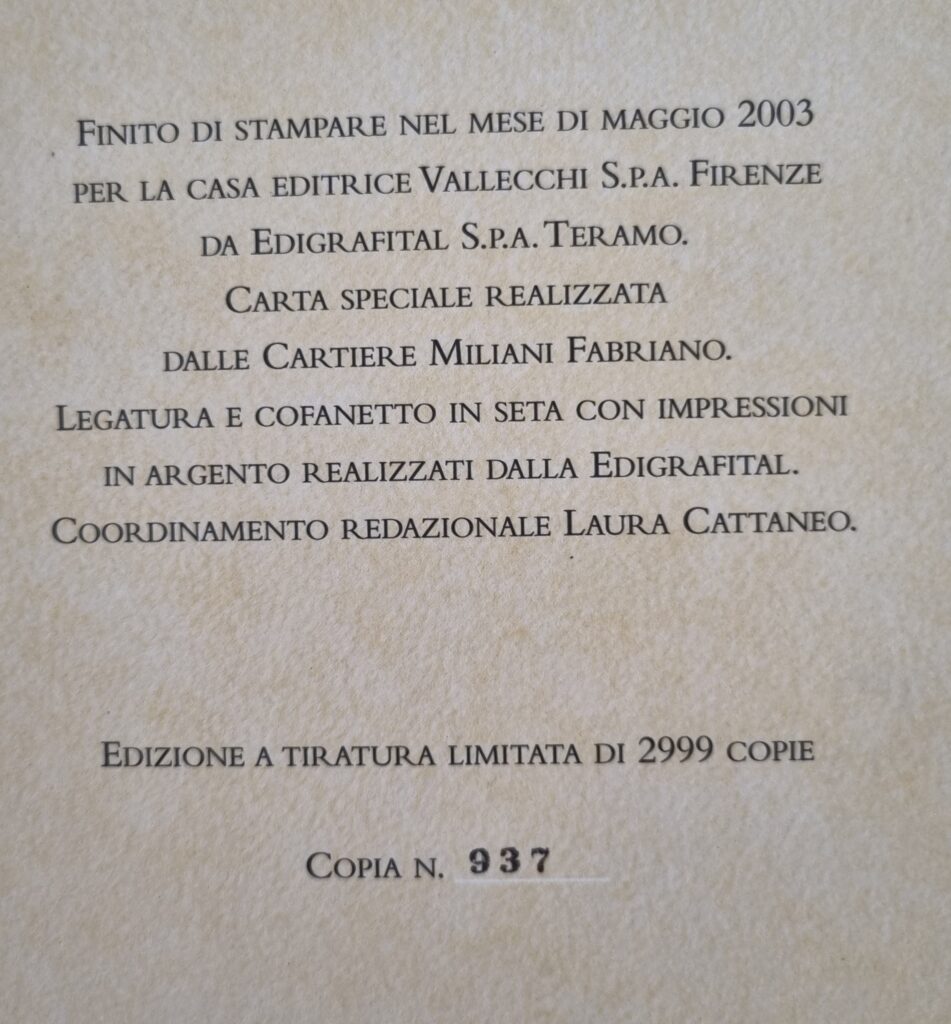 Finito di stampare nel mese di maggio 2003
per la casa editrice Vallecchi S.p.A. Firenze
da Edigrafital S.p.A. Teramo.
Carta speciale realizzata
dalle Cartiere Miliani Fabriano.
Legatura e cofanetto in seta con impressioni
in argento realizzati dalla Edigrafital.
Coordinamento redazionale Laura Cattaneo.
Edizione a tiratura limitata di 2999 copie
Copia n. 937